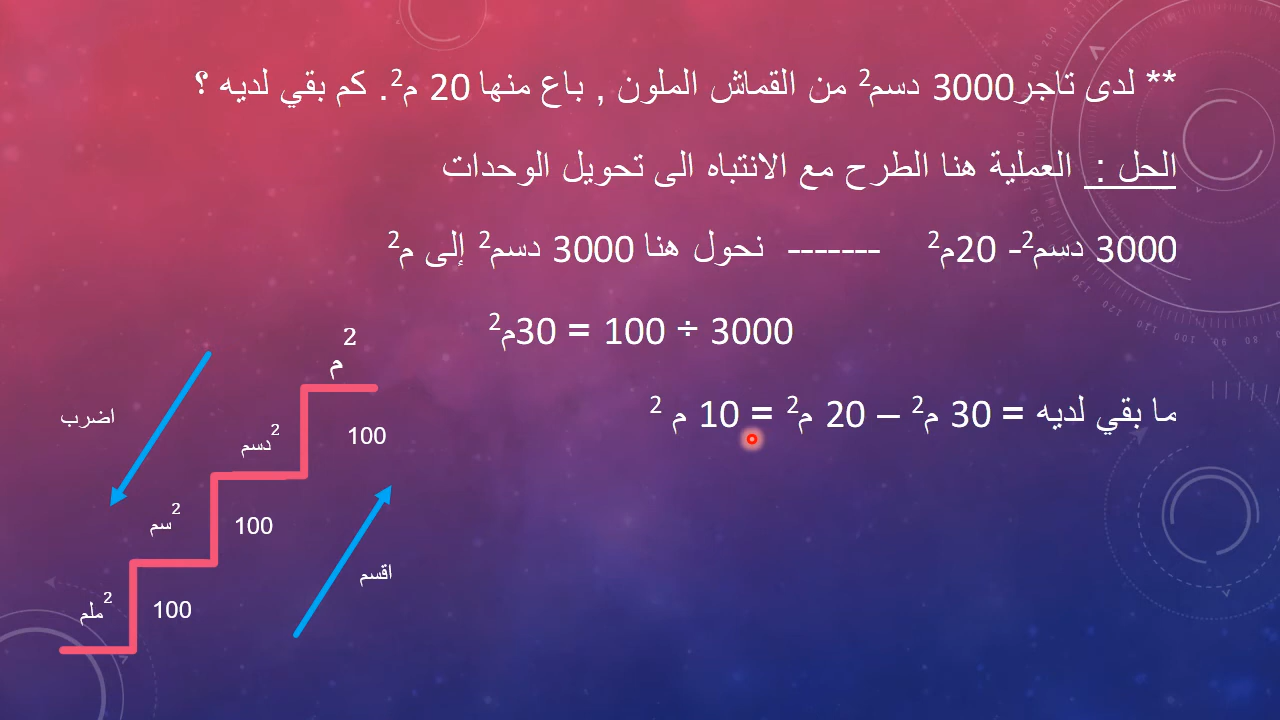 ** لدى تاجر3000 دسم² من القماش الملون , باع منها 20 م². كم بقي لديه ؟
الحل : العملية هنا الطرح مع الانتباه الى تحويل الوحدات
3000 دسم²- 20م² ------- نحول هنا 3000 دسم² إلى م²
3000 ÷ 100 = 30م²
ما بقي لديه = 30 م² – 20 م² = 10 م ²
م²
اضرب
دسم²
100
سم²
100
اقسم
ملم²
100